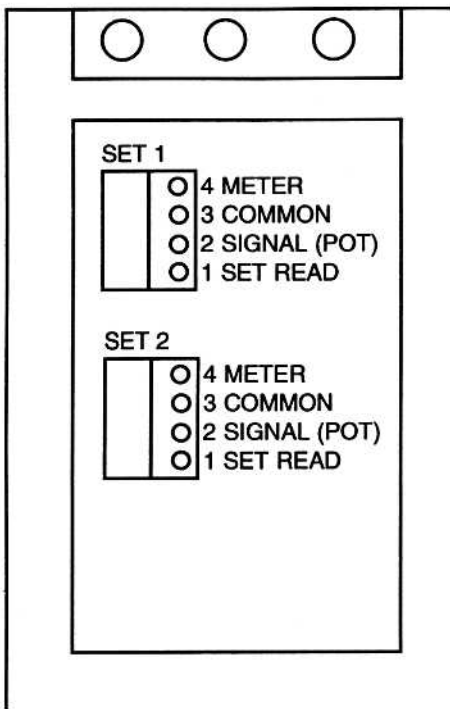 SET 1
4 METER
3 COMMON
2 SIGNAL (POT)
1 SET READ
SET 2
4 METER
3 COMMON
2 SIGNAL (POT)
1 SET READ